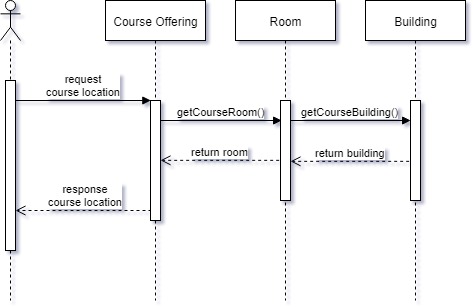 Course Offering
Room
Building
request
course location
getCourseRoom()
getCourseBuilding()
return room
return building
response
course location